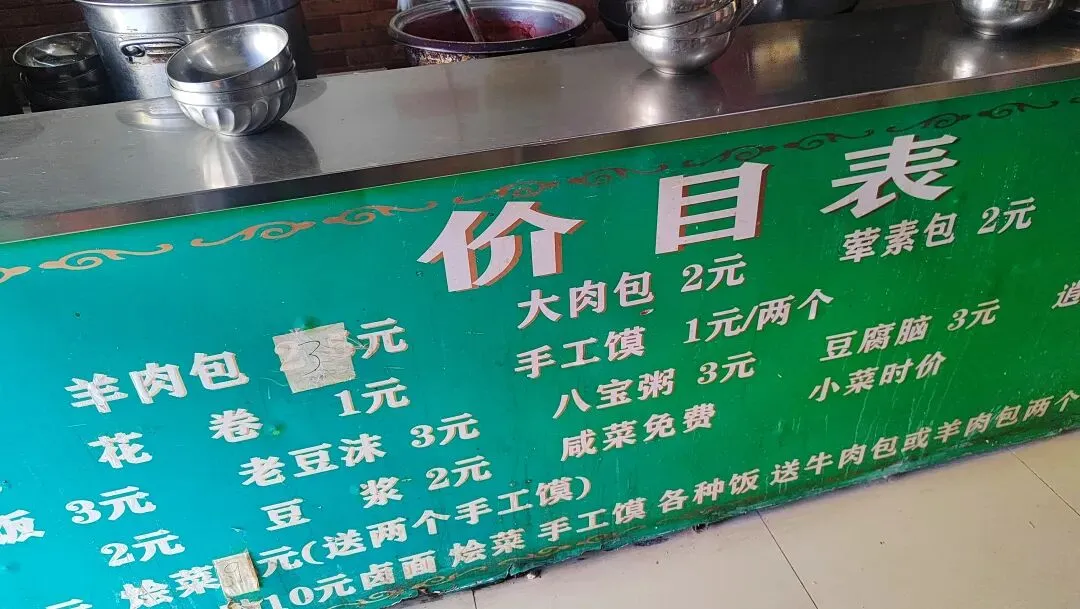 价目表
羊肉包 3元 大肉包 2元 荤素包 2元
花卷 1元 手工馍 1元/两个 豆腐脑 3元
饭 3元 老豆沫 3元 八宝粥 3元 小菜时价
2元 豆浆 2元 咸菜免费
烩菜 9元(送两个手工馍)
10元卤面 烩菜 手工馍 各种饭 送牛肉包或羊肉包两个